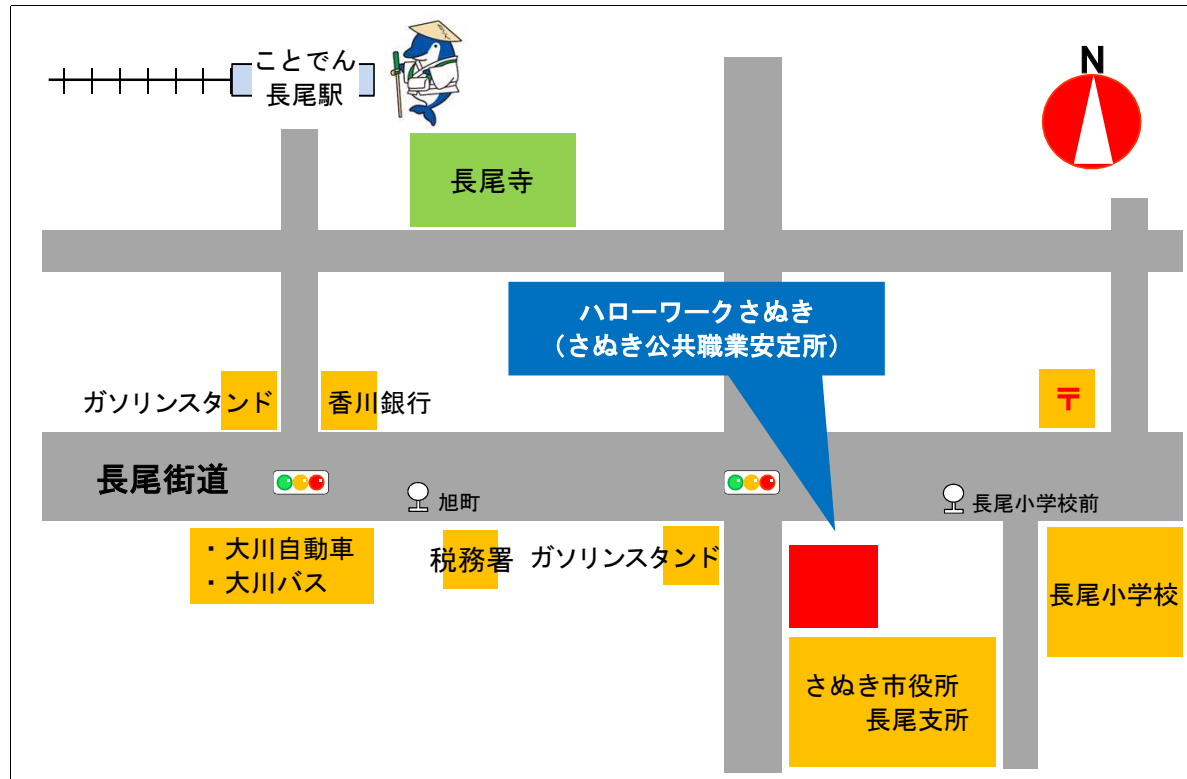 ことでん
長尾駅
N
長尾寺
ハローワークさぬき
（さぬき公共職業安定所）
ガソリンスタンド
香川銀行
〒
長尾街道
旭町
長尾小学校前
・大川自動車
・大川バス
税務署
ガソリンスタンド
長尾小学校
さぬき市役所
長尾支所